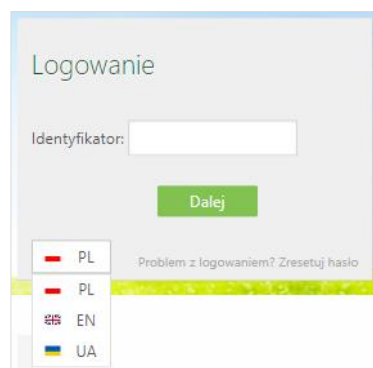 Logowanie
Identyfikator:
Dalej
PL
Problem z logowaniem? Zresetuj hasło
PL
EN
UA